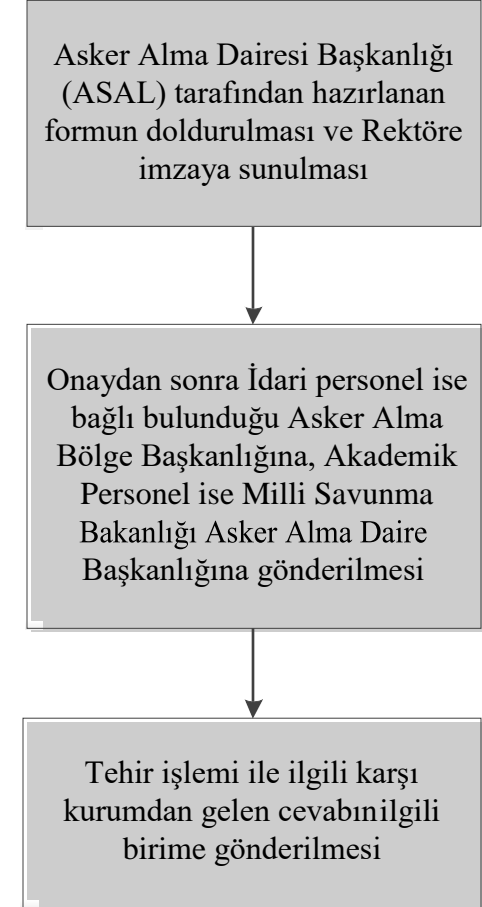 Asker Alma Dairesi Başkanlığı
(ASAL) tarafından hazırlanan
formun doldurulması ve Rektöre
imzaya sunulması
Onaydan sonra İdari personel ise
bağlı bulunduğu Asker Alma
Bölge Başkanlığına, Akademik
Personel ise Milli Savunma
Bakanlığı Asker Alma Daire
Başkanlığına gönderilmesi
Tehir işlemi ile ilgili karşı
kurumdan gelen cevabınilgili
birime gönderilmesi